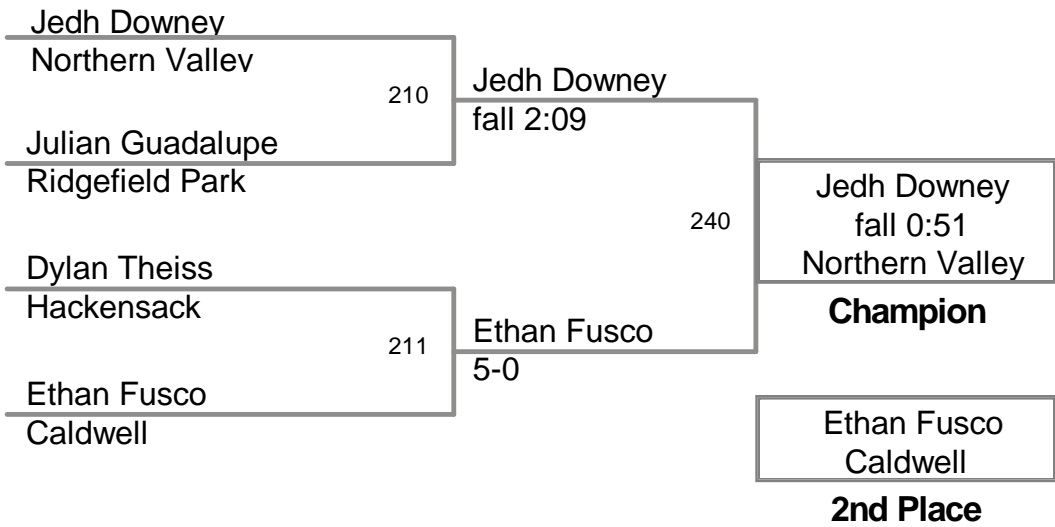 Jedh Downey
Northern Valley
210
Julian Guadalupe
Ridgefield Park
Jedh Downey
fall 2:09
Dylan Theiss
Hackensack
211
Ethan Fusco
Caldwell
Ethan Fusco
5-0
240
Jedh Downey
fall 0:51
Northern Valley
Champion
Ethan Fusco
Caldwell
2nd Place